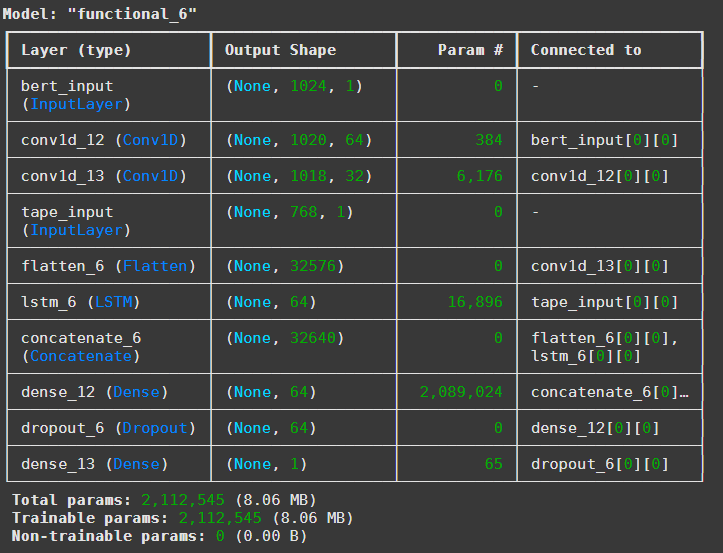 Model: "functional_6"
Layer (type) Output Shape Param # Connected to
bert_input (None, 1024, 1) 0 -
(InputLayer)
conv1d_12 (Conv1D) (None, 1020, 64) 384 bert_input[0][0]
conv1d_13 (Conv1D) (None, 1018, 32) 6,176 conv1d_12[0][0]
tape_input (None, 768, 1) 0 -
(InputLayer)
flatten_6 (Flatten) (None, 32576) 0 conv1d_13[0][0]
lstm_6 (LSTM) (None, 64) 16,896 tape_input[0][0]
concatenate_6 (None, 32640) 0 flatten_6[0][0],
(Concatenate) lstm_6[0][0]
dense_12 (Dense) (None, 64) 2,089,024 concatenate_6[0]…
dropout_6 (Dropout) (None, 64) 0 dense_12[0][0]
dense_13 (Dense) (None, 1) 65 dropout_6[0][0]
Total params: 2,112,545 (8.06 MB)
Trainable params: 2,112,545 (8.06 MB)
Non-trainable params: 0 (0.00 B)